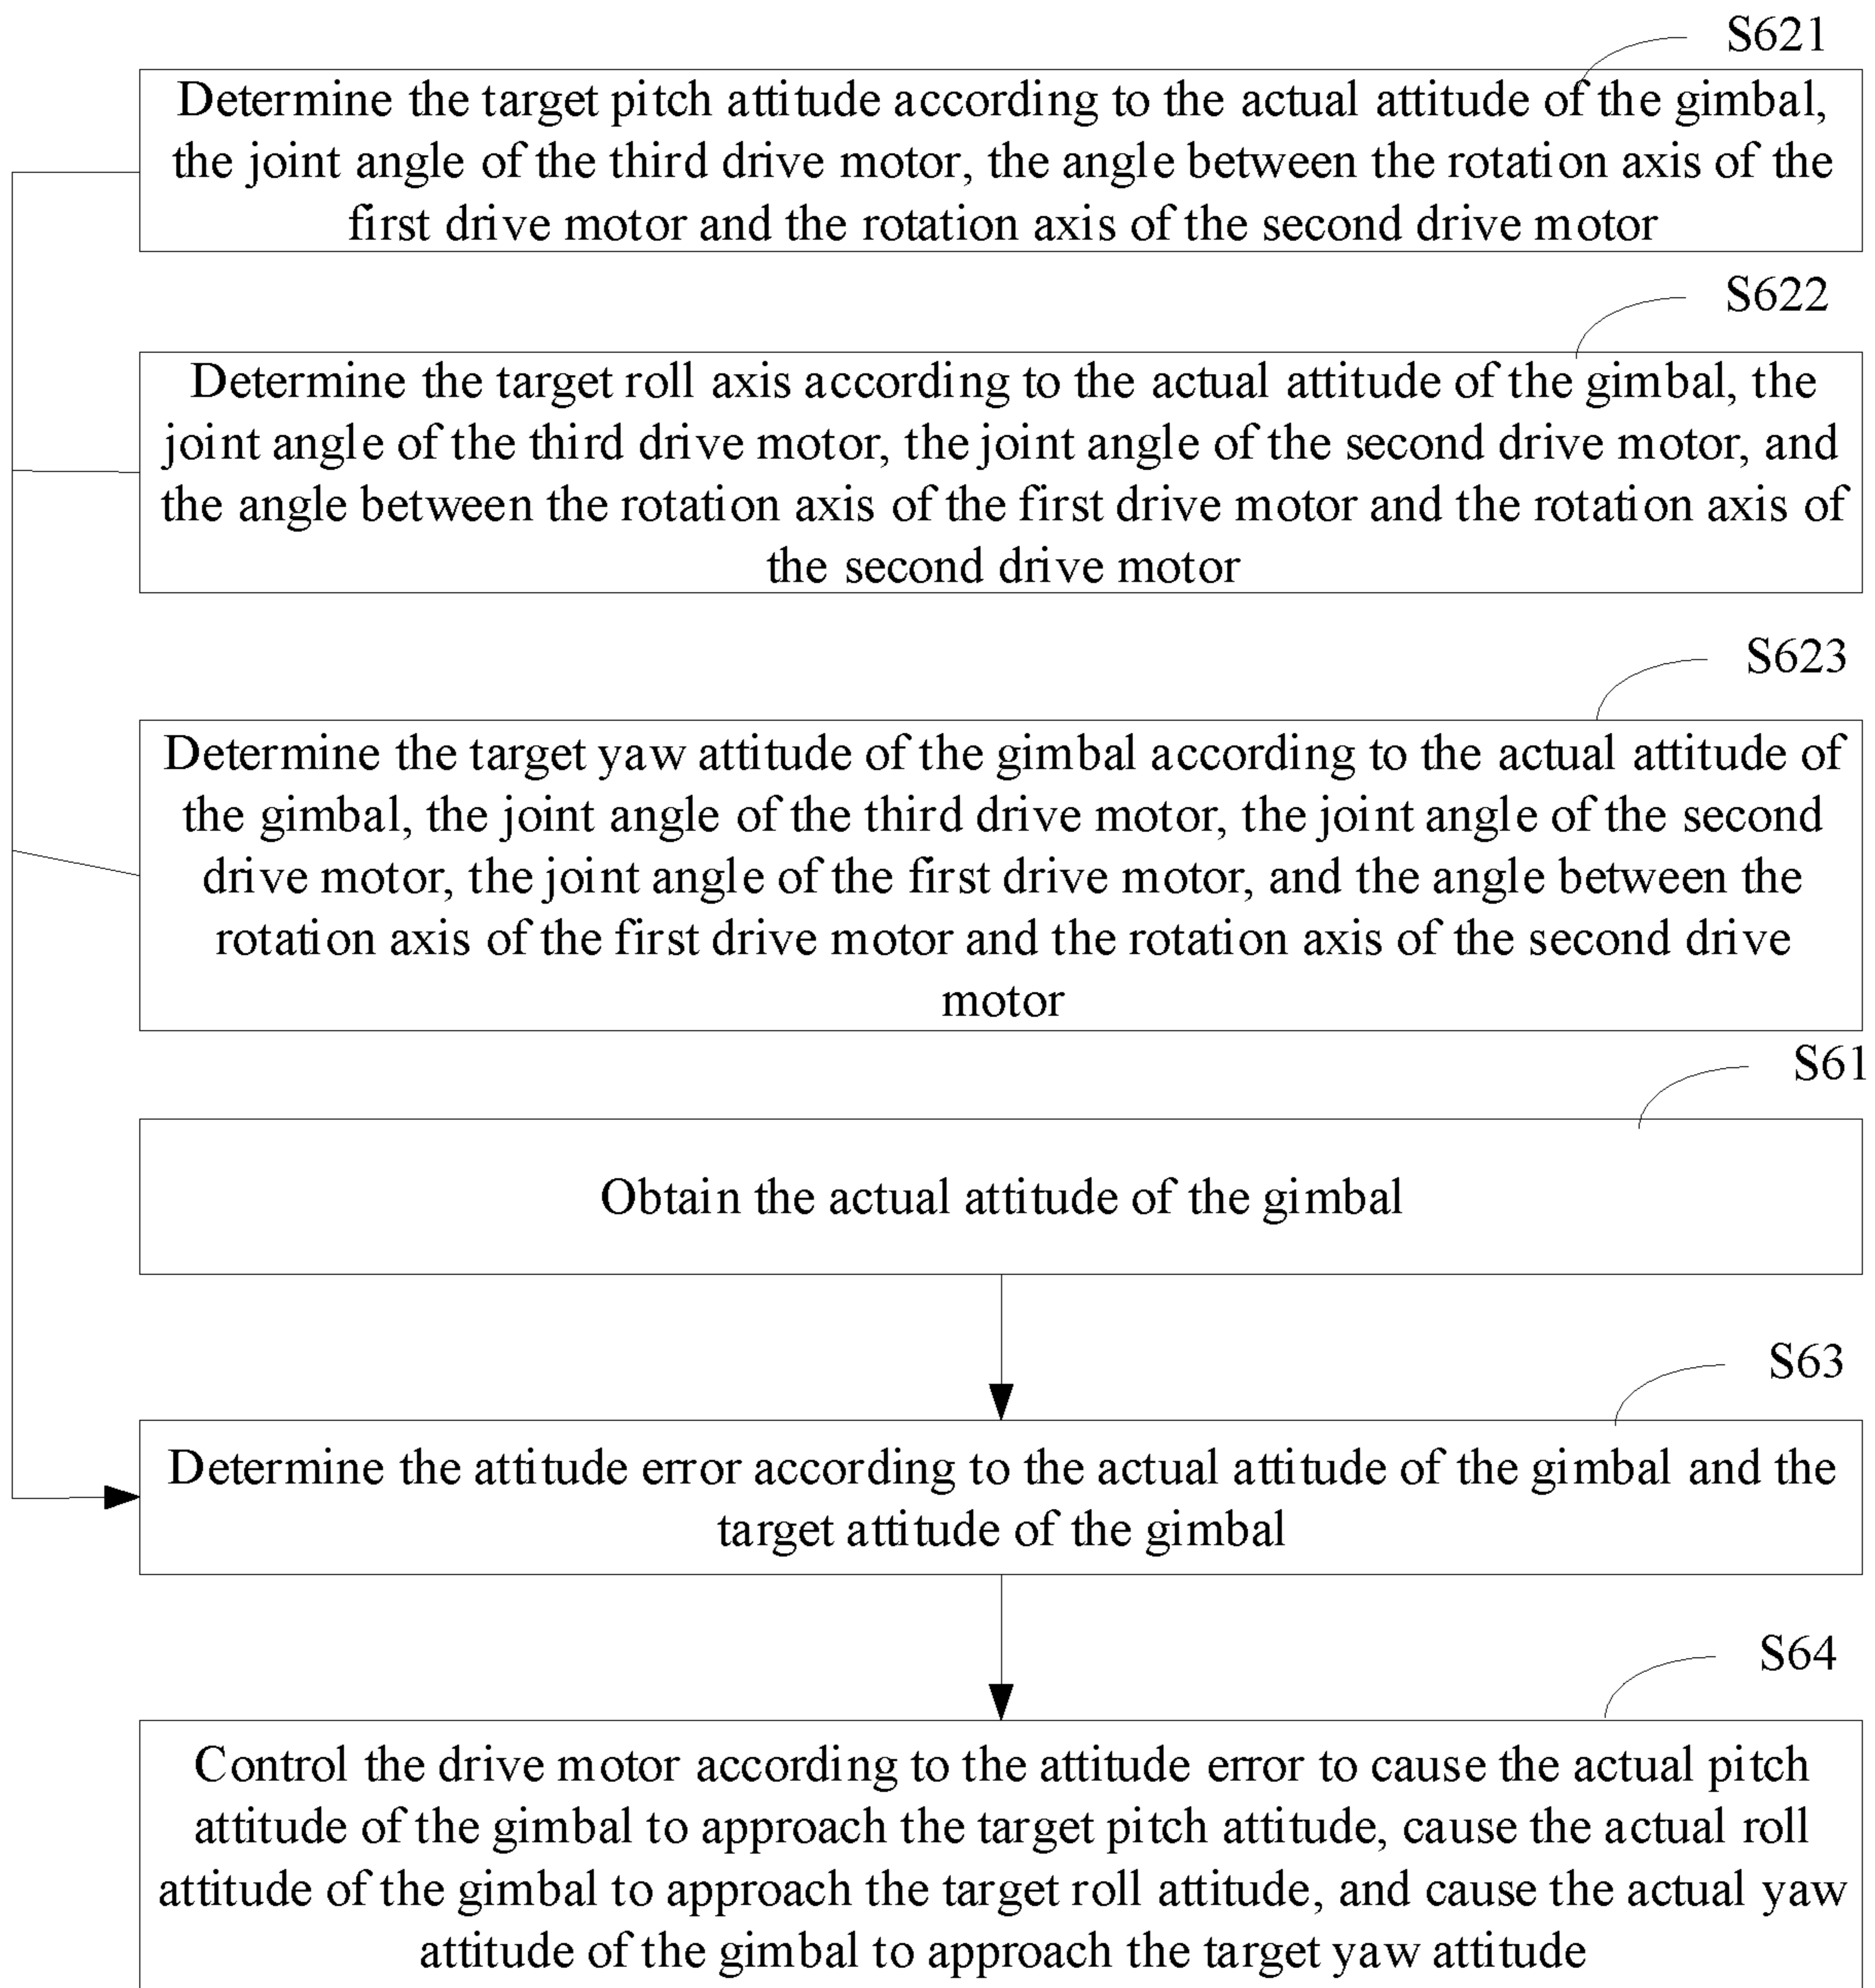 S621
Determine the target pitch attitude according to the actual attitude of the gimbal,
the joint angle of the third drive motor, the angle between the rotation axis of the
first drive motor and the rotation axis of the second drive motor
S622
Determine the target roll axis according to the actual attitude of the gimbal, the
joint angle of the third drive motor, the joint angle of the second drive motor, and
the angle between the rotation axis of the first drive motor and the rotation axis of
the second drive motor
S623
Determine the target yaw attitude of the gimbal according to the actual attitude of
the gimbal, the joint angle of the third drive motor, the joint angle of the second
drive motor, the joint angle of the first drive motor, and the angle between the
rotation axis of the first drive motor and the rotation axis of the second drive
motor
S61
Obtain the actual attitude of the gimbal
S63
Determine the attitude error according to the actual attitude of the gimbal and the
target attitude of the gimbal
S64
Control the drive motor according to the attitude error to cause the actual pitch
attitude of the gimbal to approach the target pitch attitude, cause the actual roll
attitude of the gimbal to approach the target roll attitude, and cause the actual yaw
attitude of the gimbal to approach the target yaw attitude